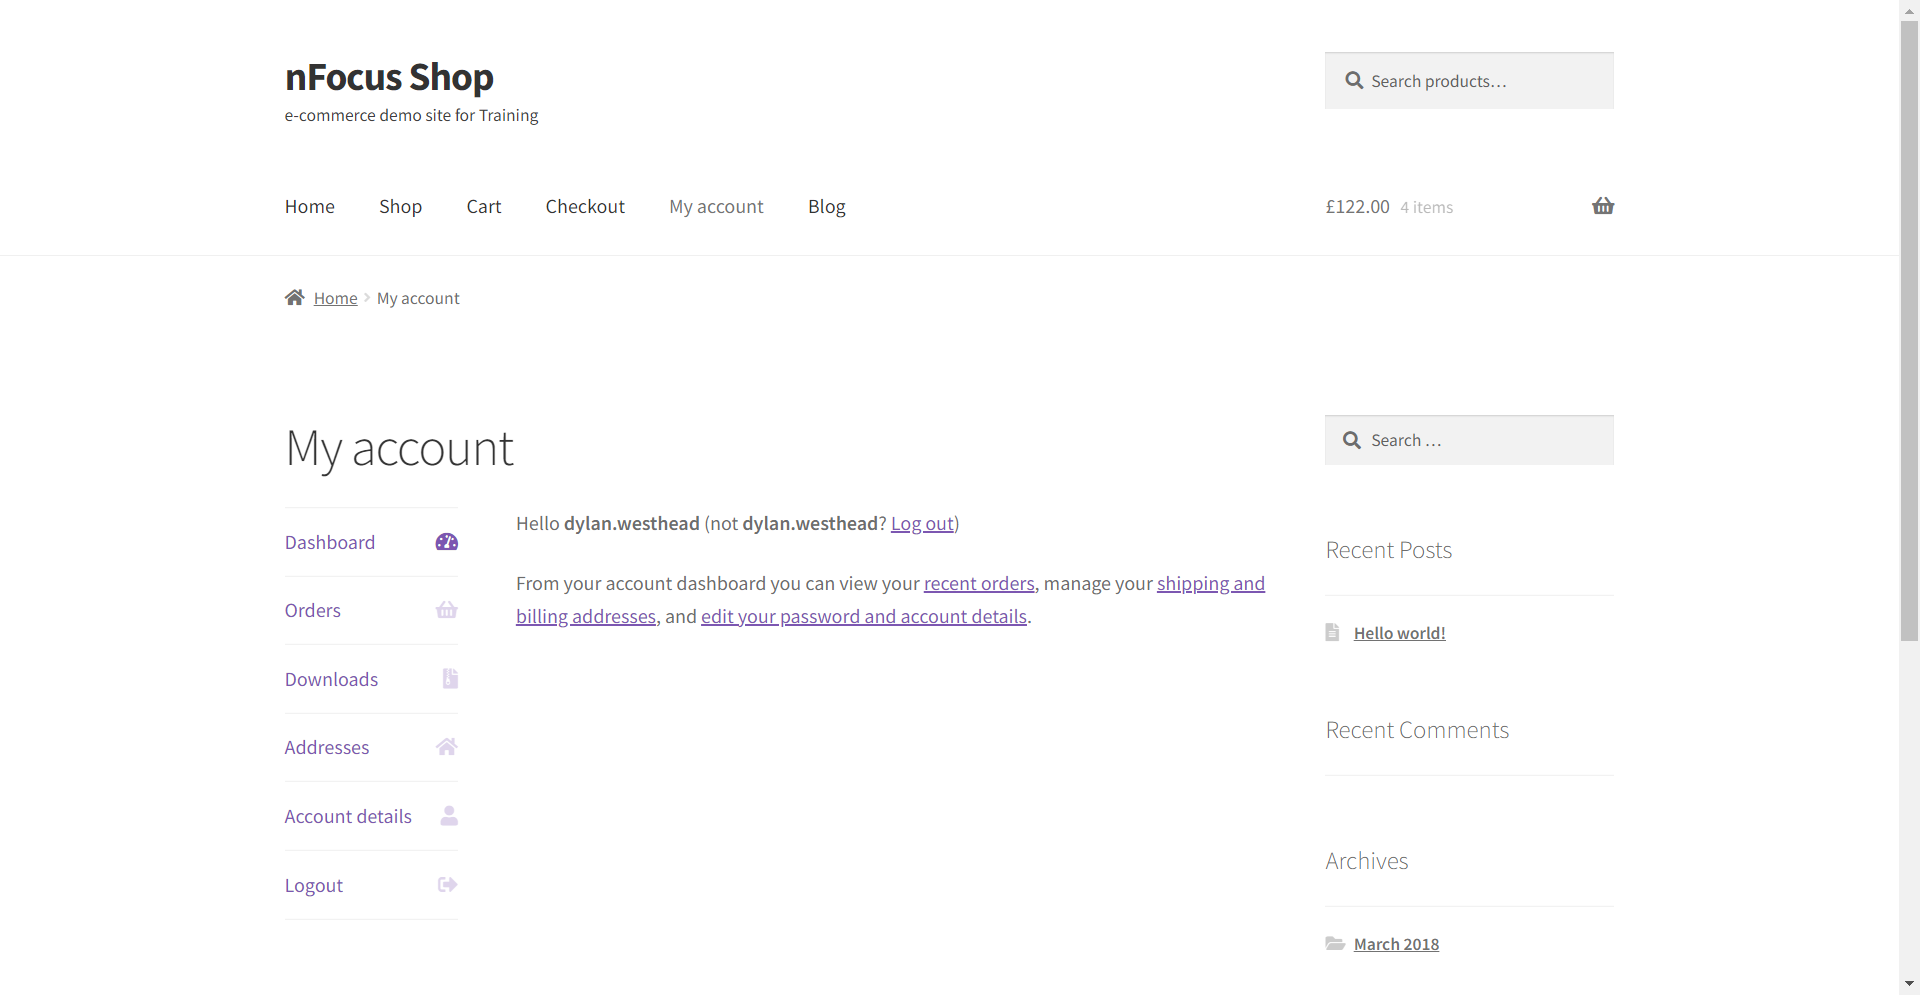 nFocus Shop
e-commerce demo site for Training
Search products…
Home Shop Cart Checkout My account Blog
£122.00 4 items
Home My account
My account
Dashboard
Orders
Downloads
Addresses
Account details
Logout
Hello dylan.westhead (not dylan.westhead? Log out)
From your account dashboard you can view your recent orders, manage your shipping and
billing addresses, and edit your password and account details.
Search …
Recent Posts
Hello world!
Recent Comments
Archives
March 2018